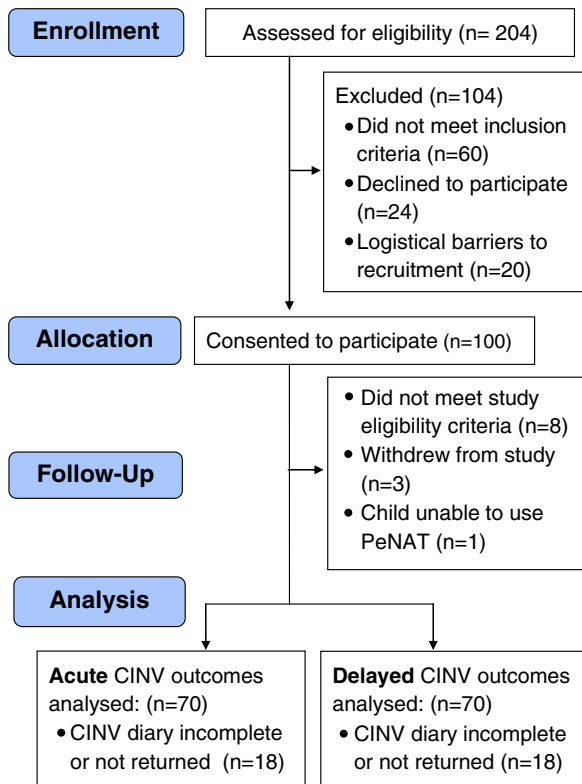 Enrollment
Assessed for eligibility (n= 204)
Excluded (n=104)
• Did not meet inclusion
criteria (n=60)
• Declined to participate
(n=24)
• Logistical barriers to
recruitment (n=20)
Allocation
Consented to participate (n=100)
• Did not meet study
eligibility criteria (n=8)
• Withdrew from study
(n=3)
• Child unable to use
PeNAT (n=1)
Follow-Up
Analysis
Acute CINV outcomes
analysed: (n=70)
• CINV diary incomplete
or not returned (n=18)
Delayed CINV outcomes
analysed: (n=70)
• CINV diary incomplete
or not returned (n=18)